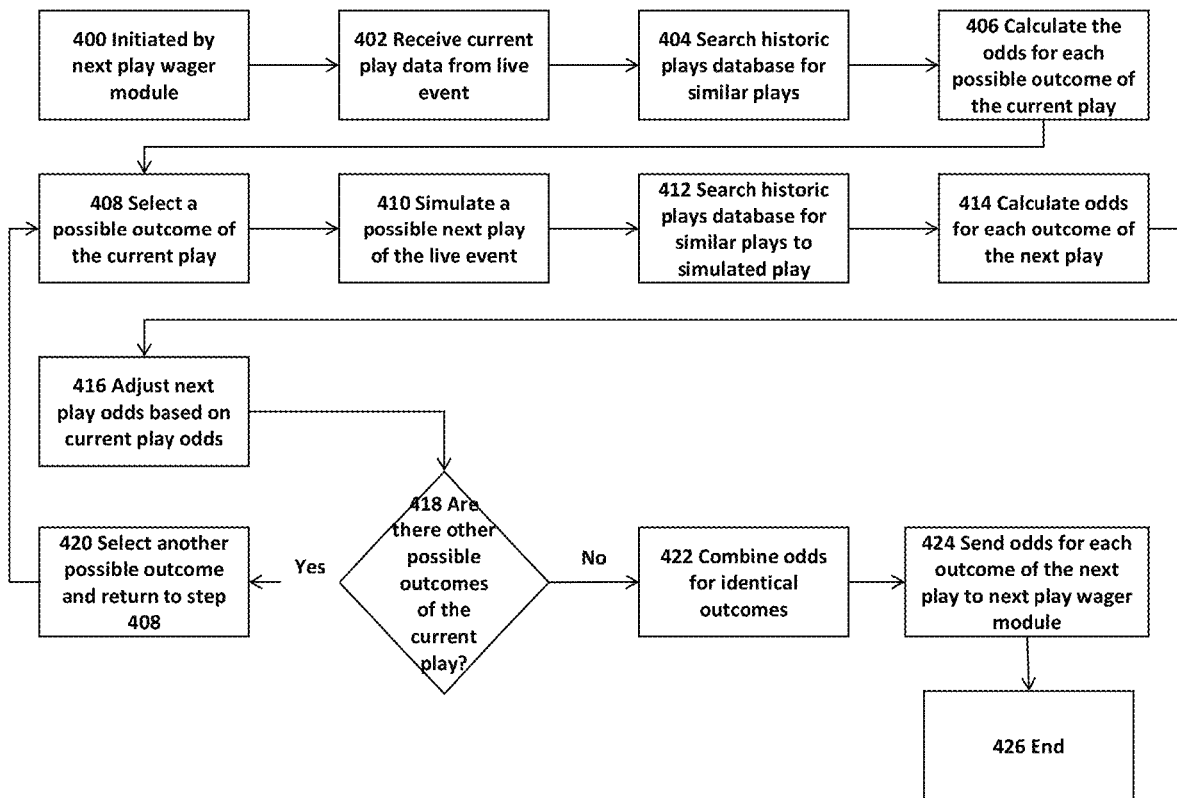 400 Initiated by
next play wager
module
402 Receive current
play data from live
event
404 Search historic
plays database for
similar plays
406 Calculate the
odds for each
possible outcome of
the current play
408 Select a
possible outcome of
the current play
410 Simulate a
possible next play
of the live event
412 Search historic
plays database for
similar plays to
simulated play
414 Calculate odds
for each outcome of
the next play
416 Adjust next
play odds based on
current play odds
418 Are
there other
possible
outcomes
of the
current
play?
Yes
No
420 Select another
possible outcome
and return to step
408
422 Combine odds
for identical
outcomes
424 Send odds for each
outcome of the next
play to next play wager
module
426 End